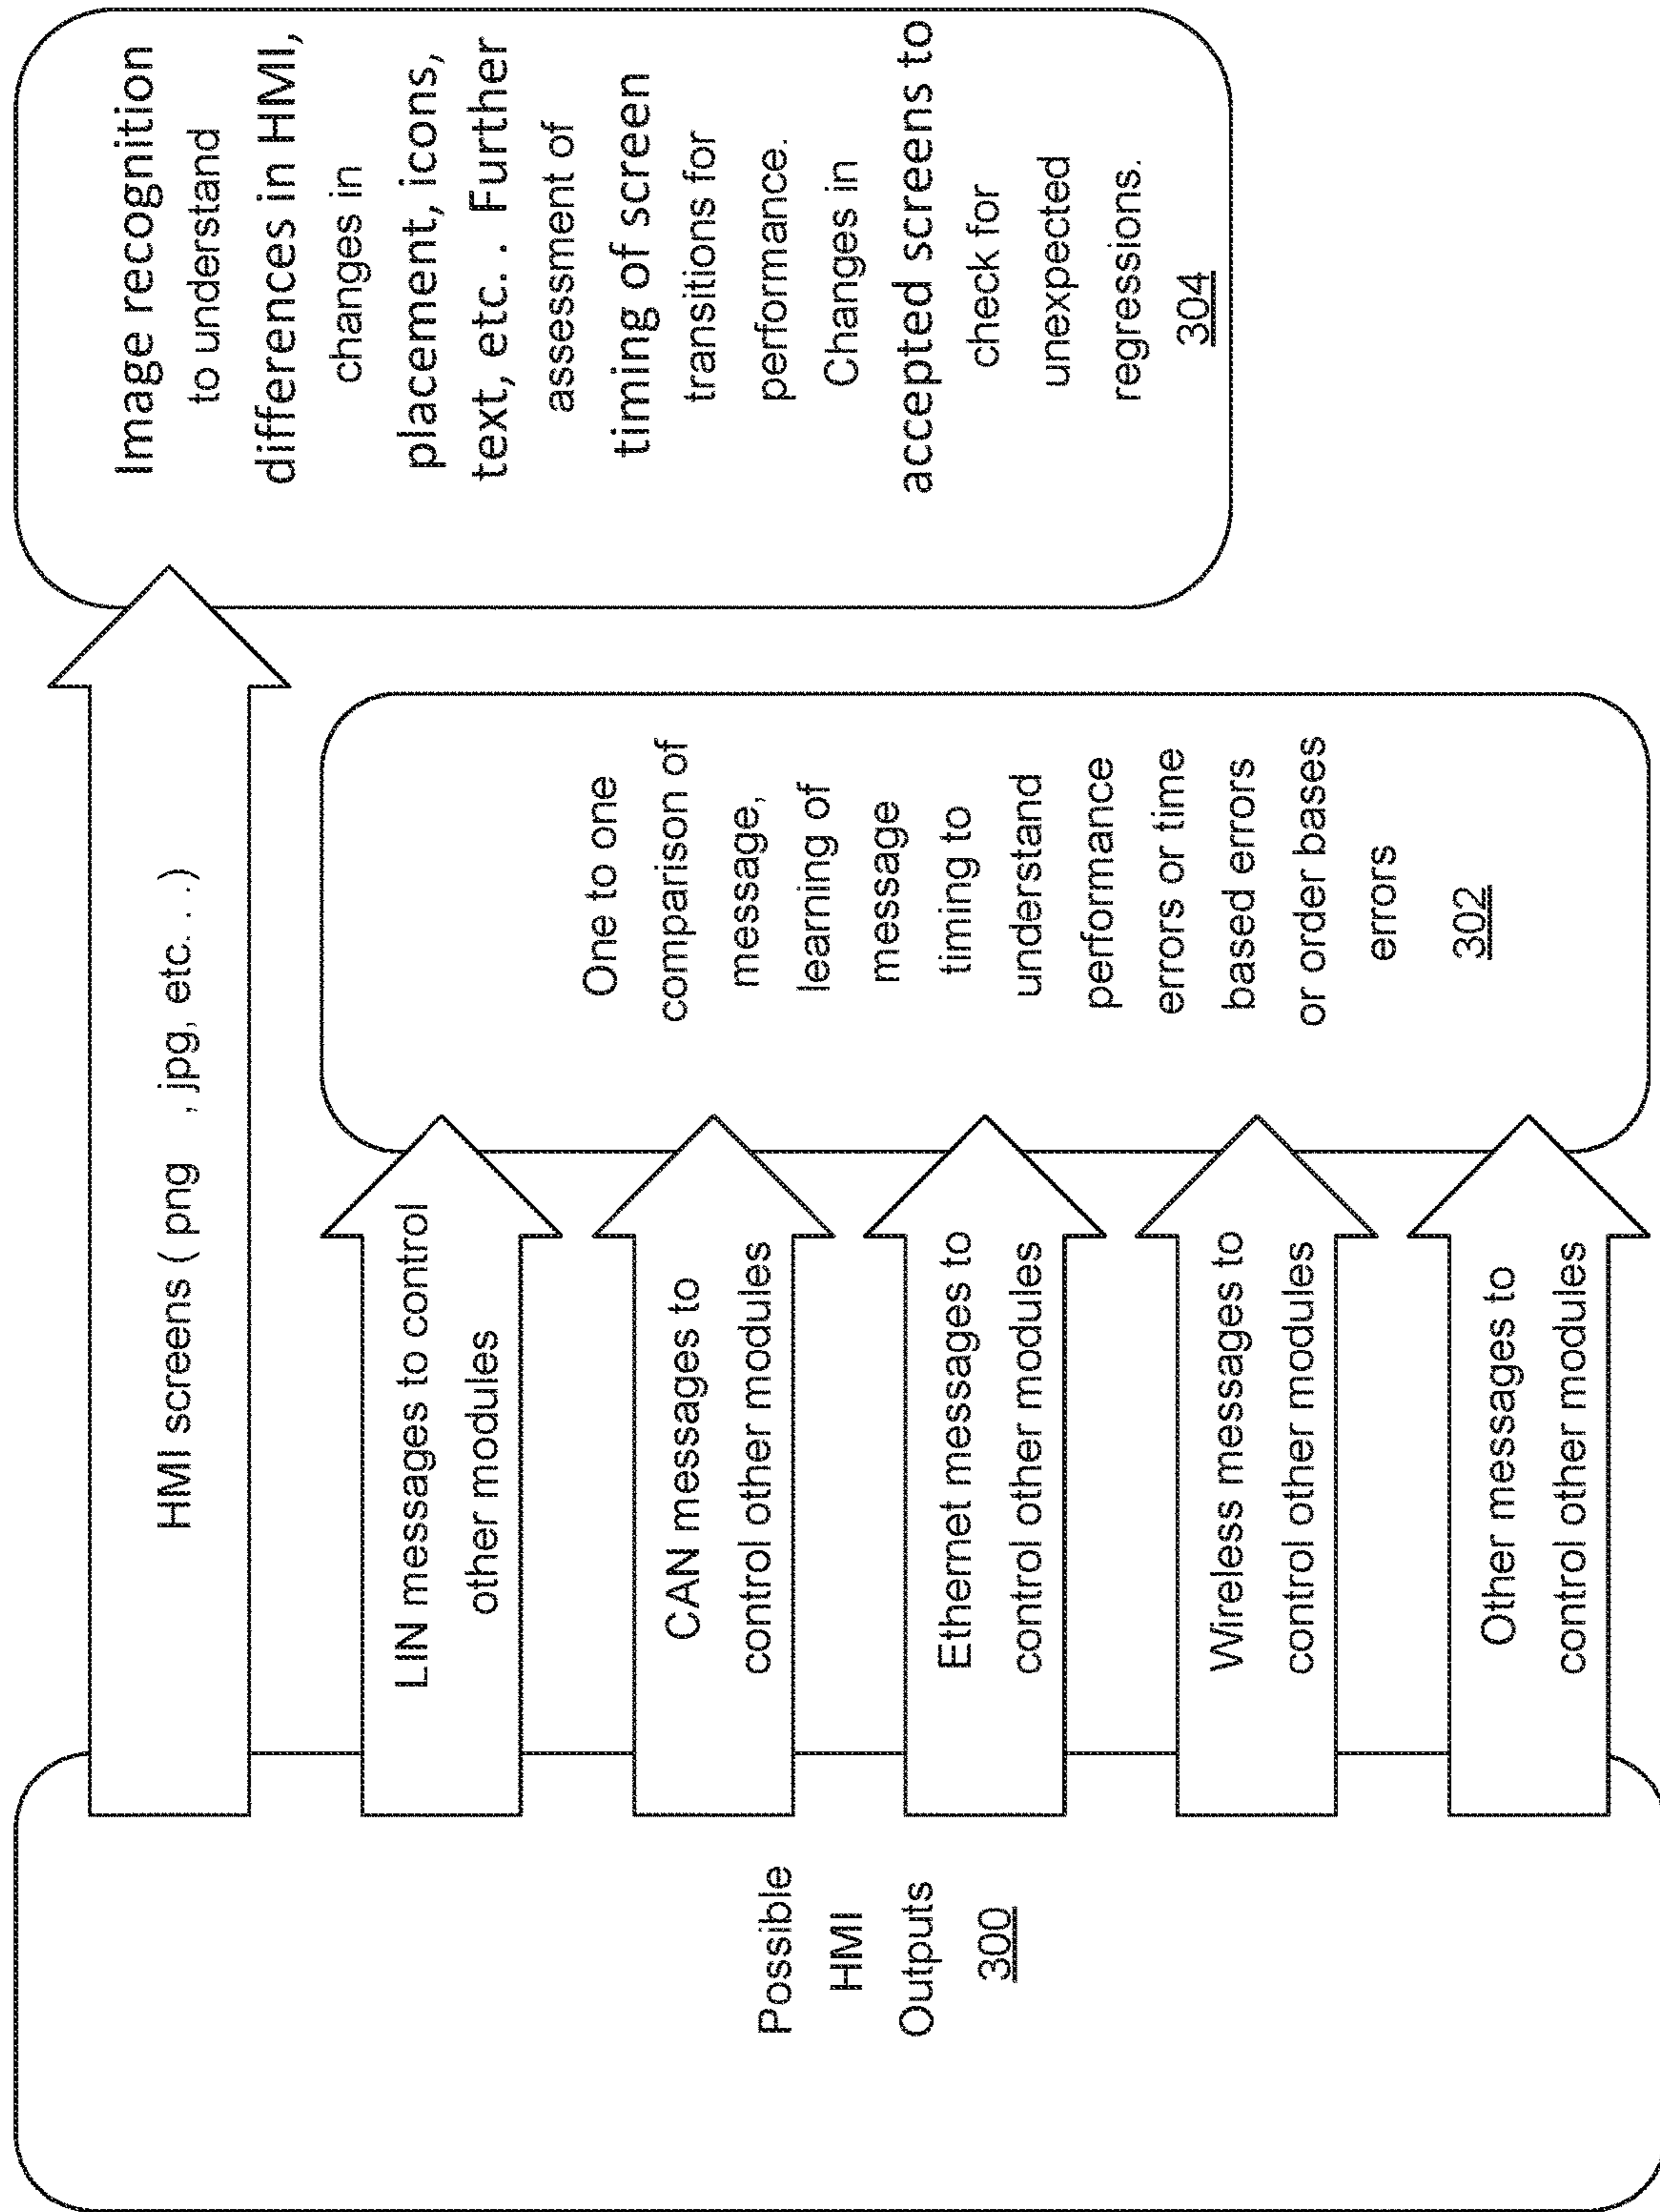 Possible
HMI
Outputs
300
HMI screens ( png , jpg, etc. . .)
LIN messages to control
other modules
CAN messages to
control other modules
Ethernet messages to
control other modules
Wireless messages to
control other modules
Other messages to
control other modules
One to one
comparison of
message,
learning of
message
timing to
understand
performance
errors or time
based errors
or order bases
errors
302
Image recognition
to understand
differences in HMI,
changes in
placement, icons,
text, etc. . Further
assessment of
timing of screen
transitions for
performance.
Changes in
accepted screens to
check for
unexpected
regressions.
304